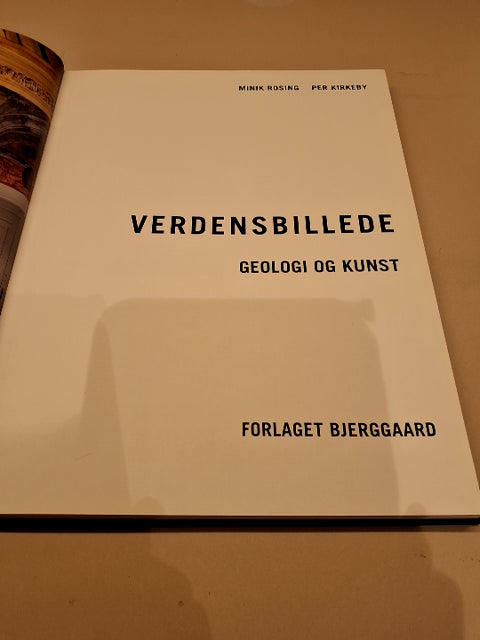 MINIK ROSING PER KIRKEBY
VERDENSBILLEDE
GEOLOGI OG KUNST
FORLAGET BJERGGAARD